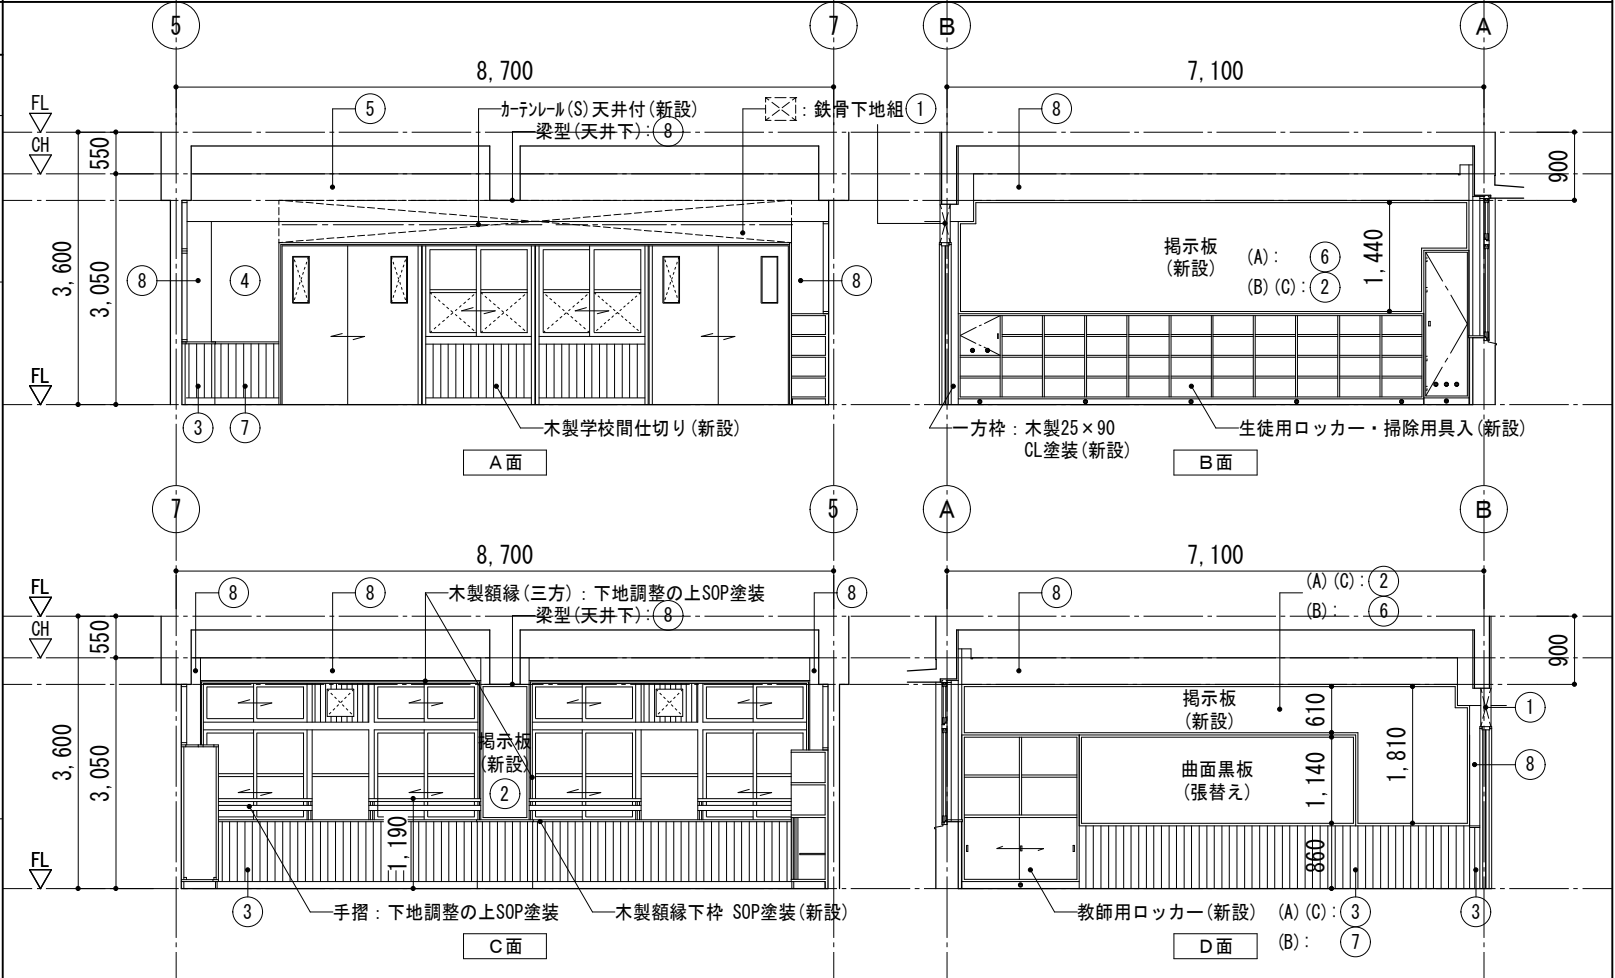 5
7
B
A
8,700
7,100
FL
CH
550
3,600
3,050
FL
5
カーテンレール(S)天井付(新設)
梁型(天井下):8
:鉄骨下地組 1
8
900
8
4
8
掲示板
(新設)
(A): 6
(B)(C): 2
1,440
3
7
木製学校間仕切り(新設)
一方枠:木製25×90
CL塗装(新設)
生徒用ロッカー・掃除用具入(新設)
A面
B面
7
5
A
B
8,700
7,100
FL
CH
550
3,600
3,050
FL
8
8
木製額縁(三方):下地調整の上SOP塗装
梁型(天井下):8
8
8
(A)(C): 2
(B): 6
900
掲示板
(新設)
2
1,190
掲示板
(新設)
610
1,810
1
曲面黒板
(張替え)
1,140
8
860
3
手摺:下地調整の上SOP塗装
木製額縁下枠 SOP塗装(新設)
教師用ロッカー(新設)
(A)(C): 3
(B): 7
3
C面
D面